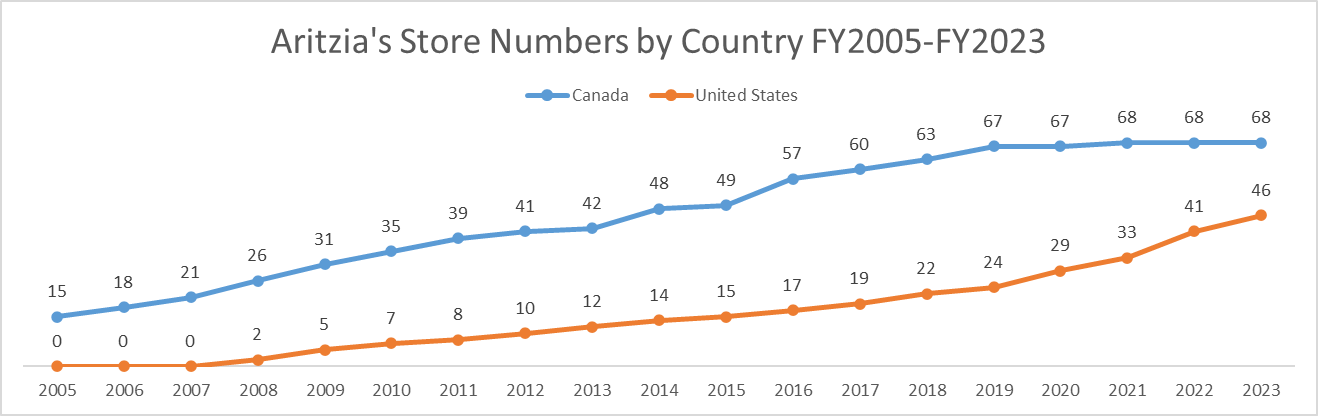 Aritzia's Store Numbers by Country FY2005-FY2023
Canada United States
15 18 21 26 31 35 39 41 42 48 49 57 60 63 67 67 68 68 68
0 0 0 2 5 7 8 10 12 14 15 17 19 22 24 29 33 41 46
2005 2006 2007 2008 2009 2010 2011 2012 2013 2014 2015 2016 2017 2018 2019 2020 2021 2022 2023